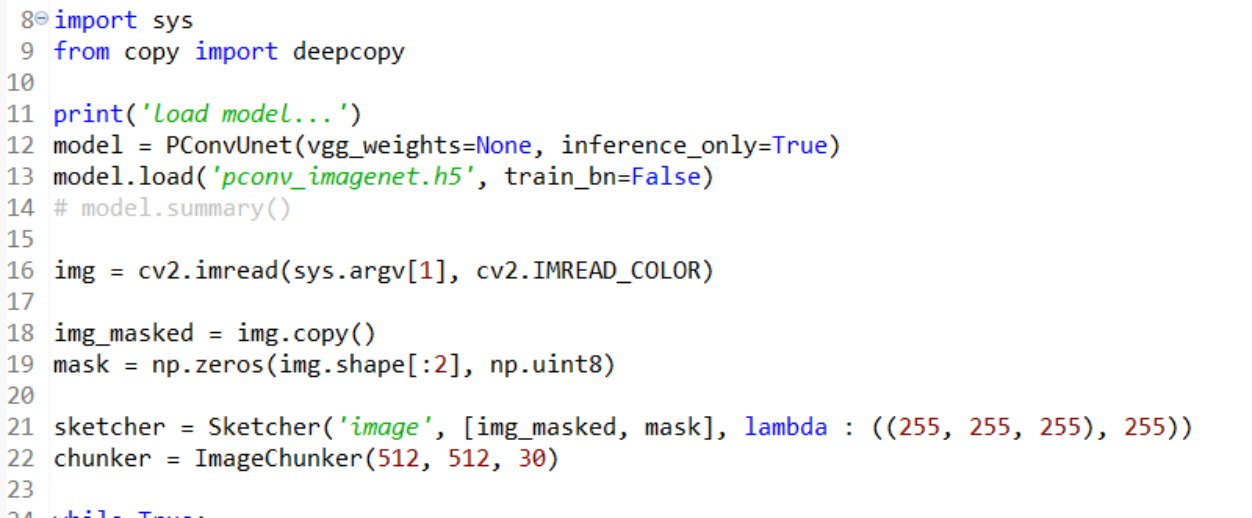 8 import sys
9 from copy import deepcopy
10
11 print('load model...')
12 model = PConvUnet(vgg_weights=None, inference_only=True)
13 model.load('pconv_imagenet.h5', train_bn=False)
14 # model.summary()
15
16 img = cv2.imread(sys.argv[1], cv2.IMREAD_COLOR)
17
18 img_masked = img.copy()
19 mask = np.zeros(img.shape[:2], np.uint8)
20
21 sketcher = Sketcher('image', [img_masked, mask], lambda : ((255, 255, 255), 255))
22 chunker = ImageChunker(512, 512, 30)
23
24 while True: